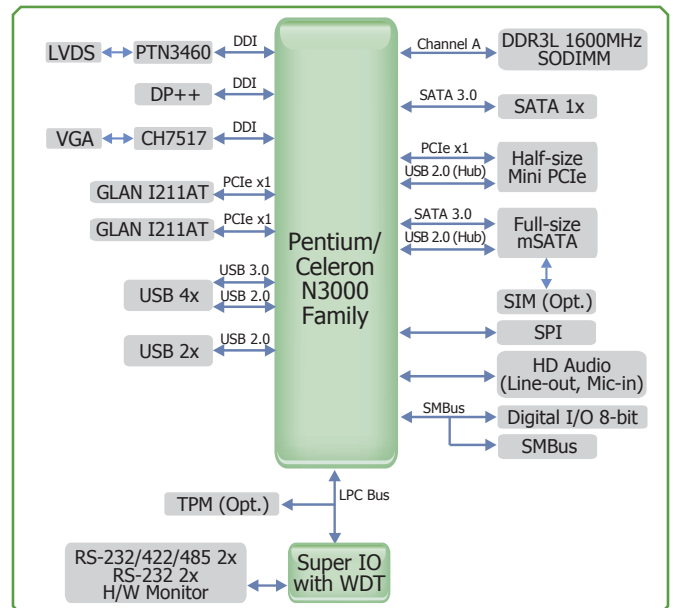 LVDS
PTN3460
DDI
DP++
DDI
VGA
CH7517
DDI
GLAN I211AT
PCIe x1
GLAN I211AT
PCIe x1
USB 4x
USB 3.0
USB 2.0
USB 2x
USB 2.0
Pentium/
Celeron
N3000
Family
Channel A
DDR3L 1600MHz
SODIMM
SATA 3.0
SATA 1x
PCIe x1
USB 2.0 (Hub)
Half-size
Mini PCIe
SATA 3.0
USB 2.0 (Hub)
Full-size
mSATA
SIM (Opt.)
SPI
HD Audio
(Line-out, Mic-in)
SMBus
Digital I/O 8-bit
SMBus
LPC Bus
TPM (Opt.)
RS-232/422/485 2x
RS-232 2x
H/W Monitor
Super IO
with WDT